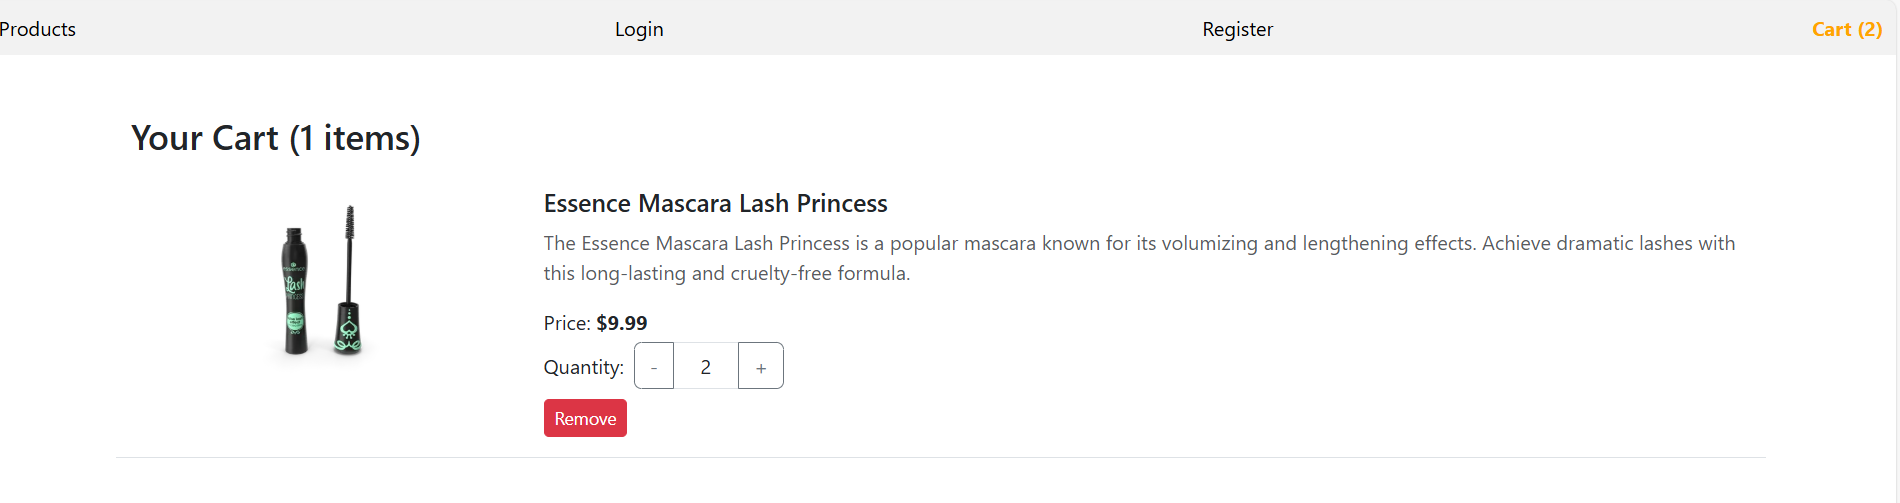 Products Login Register Cart (2)
Your Cart (1 items)
Essence Mascara Lash Princess
The Essence Mascara Lash Princess is a popular mascara known for its volumizing and lengthening effects. Achieve dramatic lashes with
this long-lasting and cruelty-free formula.
essence
Lash
PRINCESS
Price: $9.99
Quantity: - 2 +
Remove